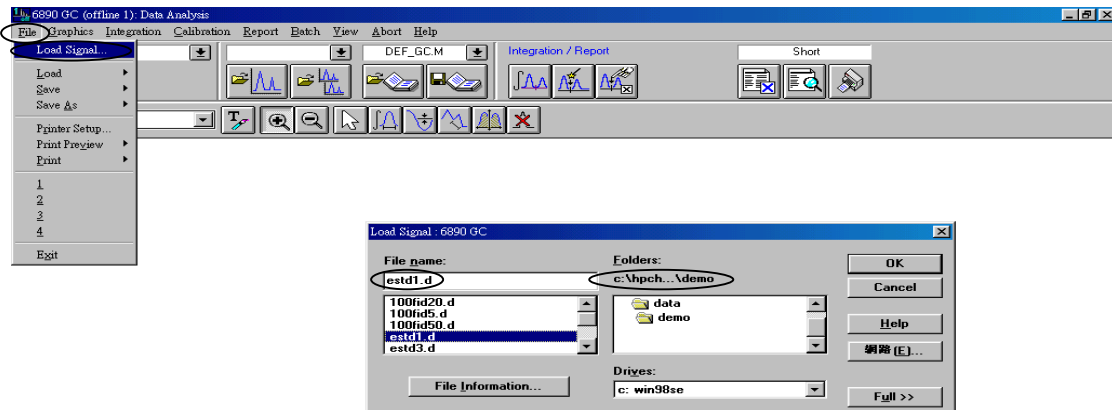 6890 GC (offline 1): Data Analysis
File Graphics Integration Calibration Report Batch View Abort Help
Load Signal...
DEF_GC.M
Integration / Report
Short
Load
Save
Save As
Printer Setup...
Print Preview
Print
1
2
3
4
Exit
Load Signal : 6890 GC
File name:
estd1.d
100fid20.d
100fid5.d
100fid50.d
estd1.d
estd3.d
File Information...
Folders:
c:\hpch...\demo
data
demo
Drives:
c: win98se
OK
Cancel
Help
網路(E)...
Full >>